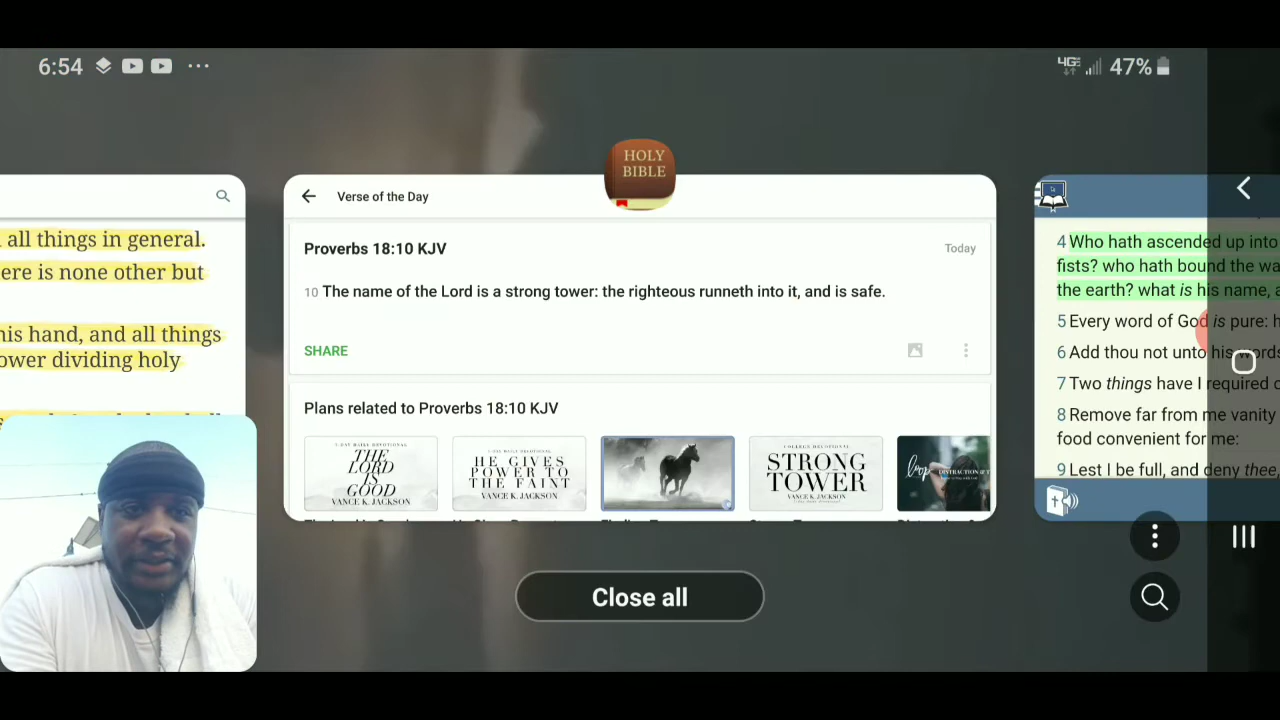 6:54
4G
47%
HOLY
BIBLE
Verse of the Day
all things in general.
ere is none other but
his hand, and all things
ower dividing holy
Proverbs 18:10 KJV
Today
10 The name of the Lord is a strong tower: the righteous runneth into it, and is safe.
SHARE
Plans related to Proverbs 18:10 KJV
THE
LORD
IS
GOOD
VANCE K. JACKSON
HE GIVES
POWER TO
THE FAINT
VANCE K. JACKSON
COLLEGE DEVOTIONAL
STRONG
TOWER
VANCE K. JACKSON
4 Who hath ascended up into
fists? who hath bound the wa
the earth? what is his name, a
5 Every word of God is pure: h
6 Add thou not unto his words
7 Two things have I required o
8 Remove far from me vanity
food convenient for me:
9 Lest I be full, and deny thee,
Close all